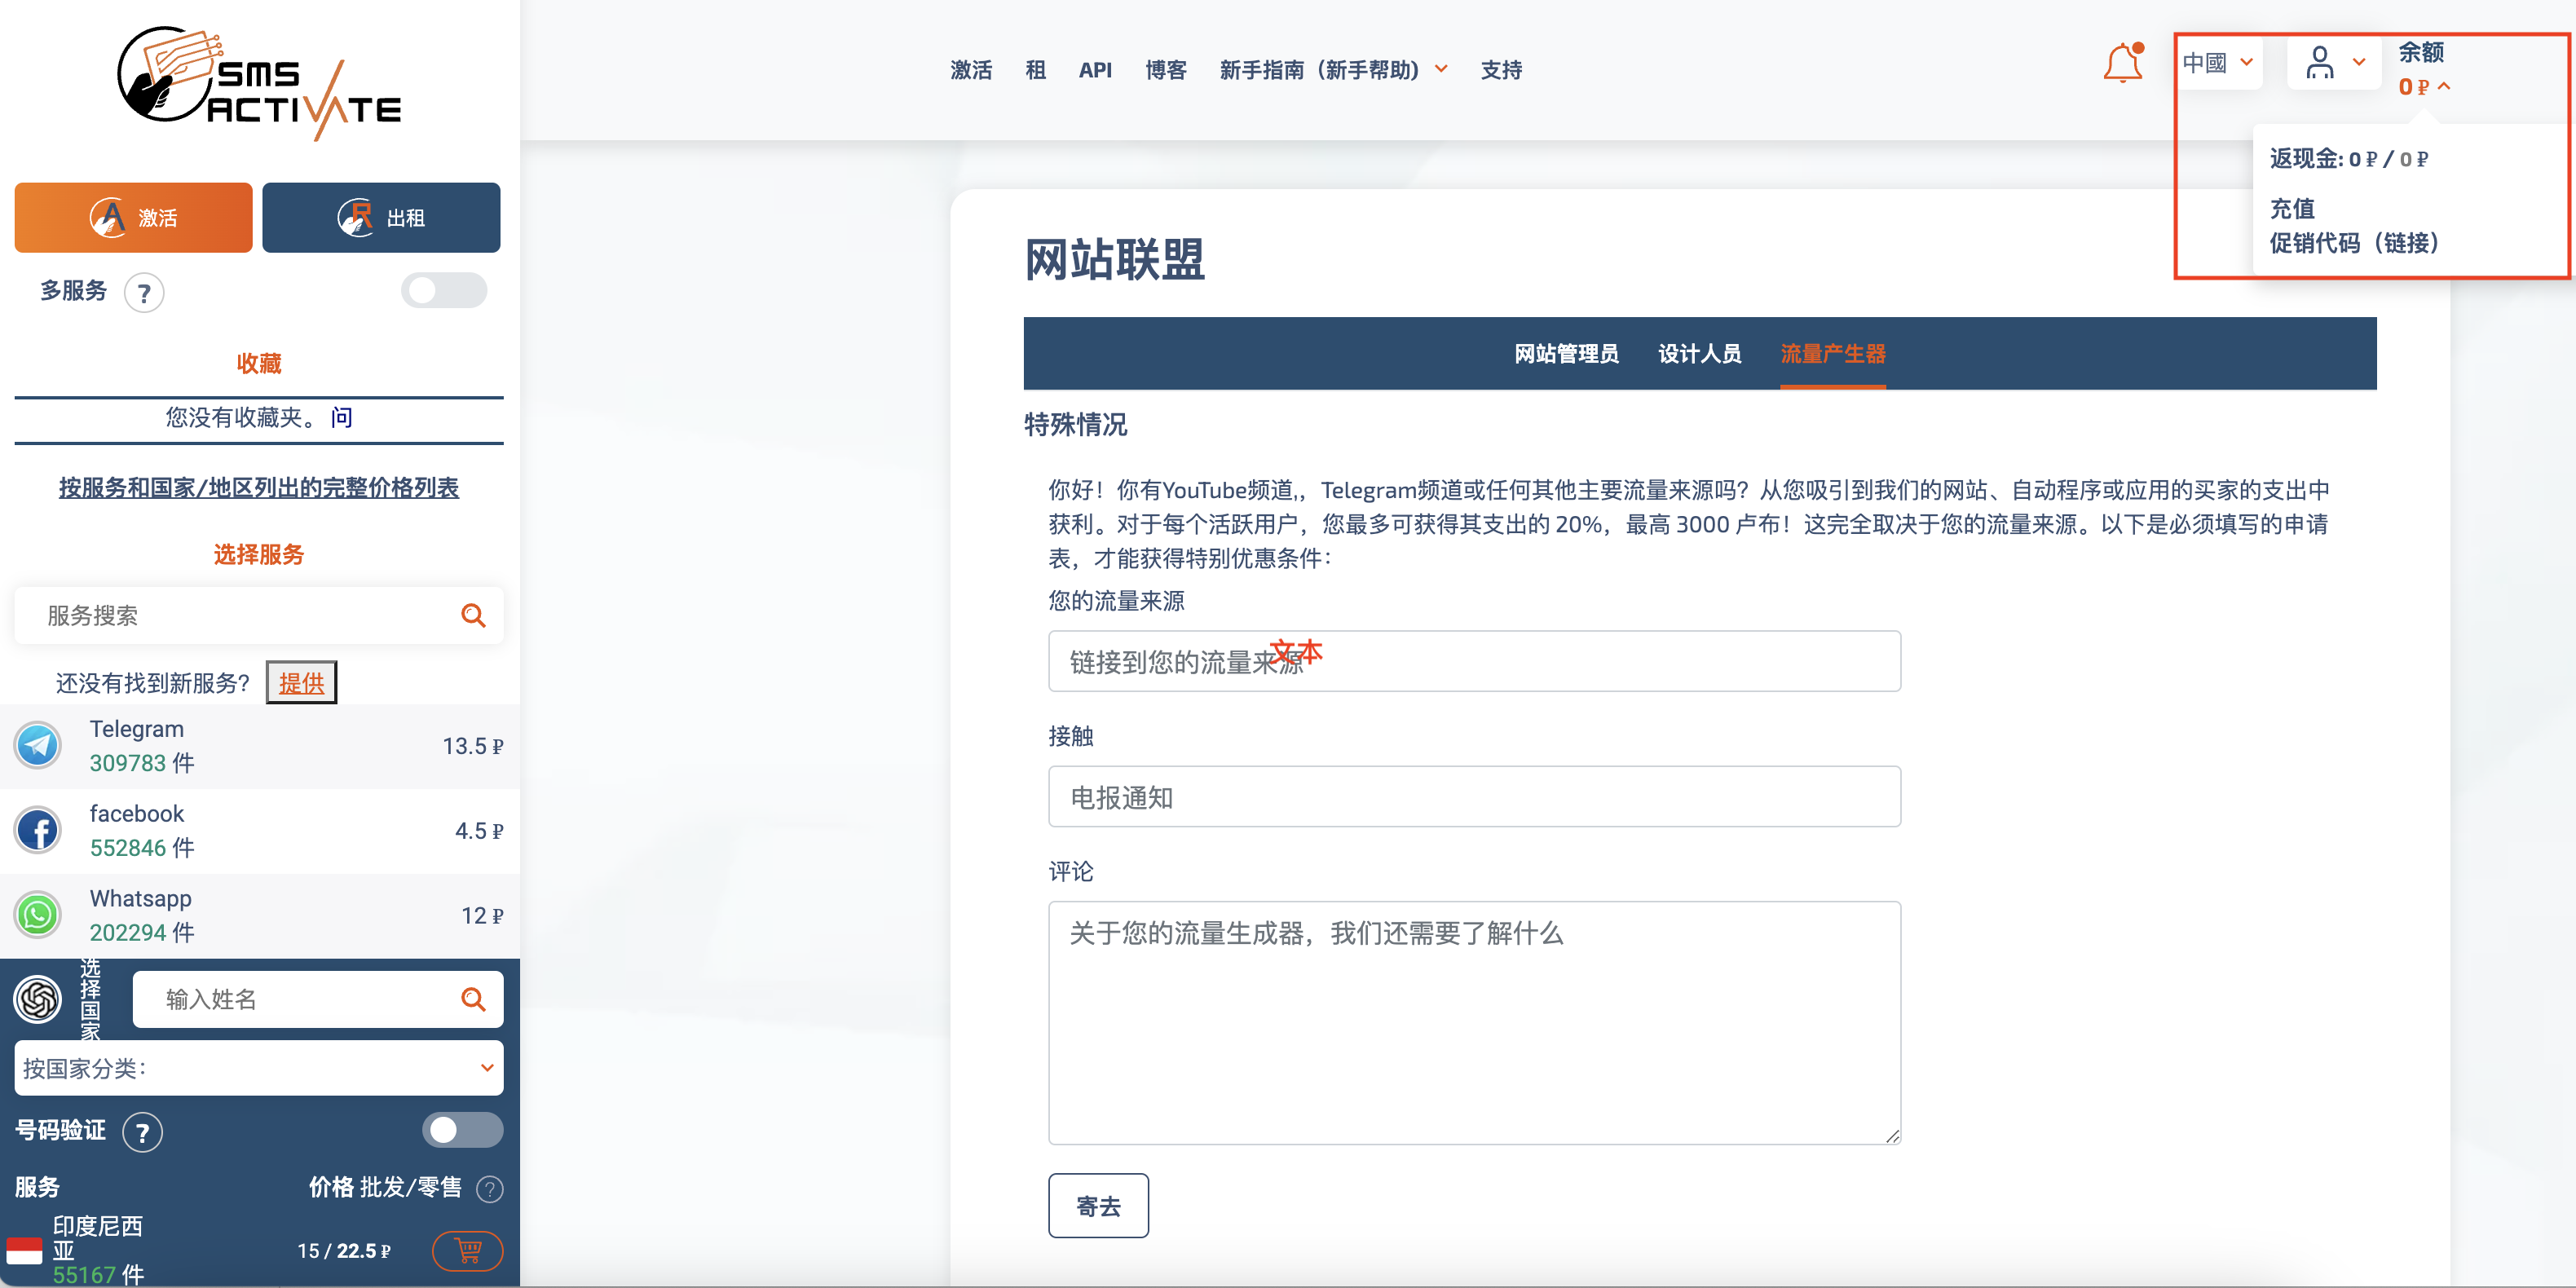 SMS
ACTIVATE
激活
出租
多服务 ?
收藏
您没有收藏夹。 问
按服务和国家/地区列出的完整价格列表
选择服务
服务搜索
还没有找到新服务？ 提供
Telegram
309783 件
13.5 ₽
facebook
552846 件
4.5 ₽
Whatsapp
202294 件
12 ₽
选择国家
输入姓名
按国家分类：
号码验证 ?
服务
价格 批发/零售 ?
印度尼西亚
55167 件
15 / 22.5 ₽
激活 租 API 博客 新手指南（新手帮助） 支持
中國
余额
0 ₽
返现金: 0 ₽ / 0 ₽
充值
促销代码（链接）
网站联盟
网站管理员 设计人员 流量产生器
特殊情况
你好！你有YouTube频道,，Telegram频道或任何其他主要流量来源吗？从您吸引到我们的网站、自动程序或应用的买家的支出中
获利。对于每个活跃用户，您最多可获得其支出的 20%，最高 3000 卢布！这完全取决于您的流量来源。以下是必须填写的申请
表，才能获得特别优惠条件：
您的流量来源
链接到您的流量来源
文本
接触
电报通知
评论
关于您的流量生成器，我们还需要了解什么
寄去